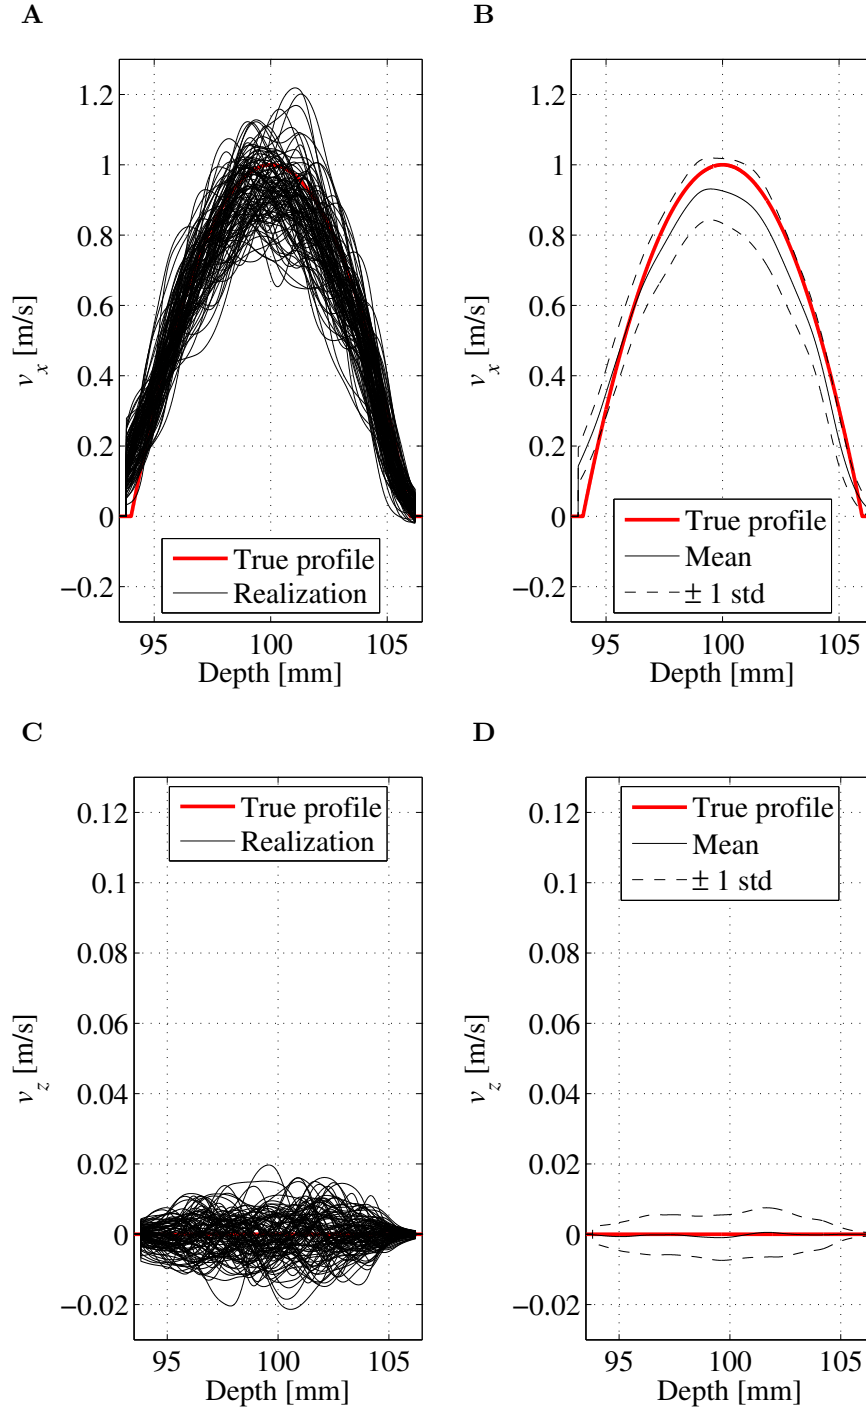 A
1.2
1
0.8
0.6
0.4
0.2
0
−0.2
v_x [m/s]
True profile
Realization
95
100
105
Depth [mm]
B
1.2
1
0.8
0.6
0.4
0.2
0
−0.2
v_x [m/s]
True profile
Mean
± 1 std
95
100
105
Depth [mm]
C
0.12
0.1
0.08
0.06
0.04
0.02
0
−0.02
v_z [m/s]
True profile
Realization
95
100
105
Depth [mm]
D
0.12
0.1
0.08
0.06
0.04
0.02
0
−0.02
v_z [m/s]
True profile
Mean
± 1 std
95
100
105
Depth [mm]